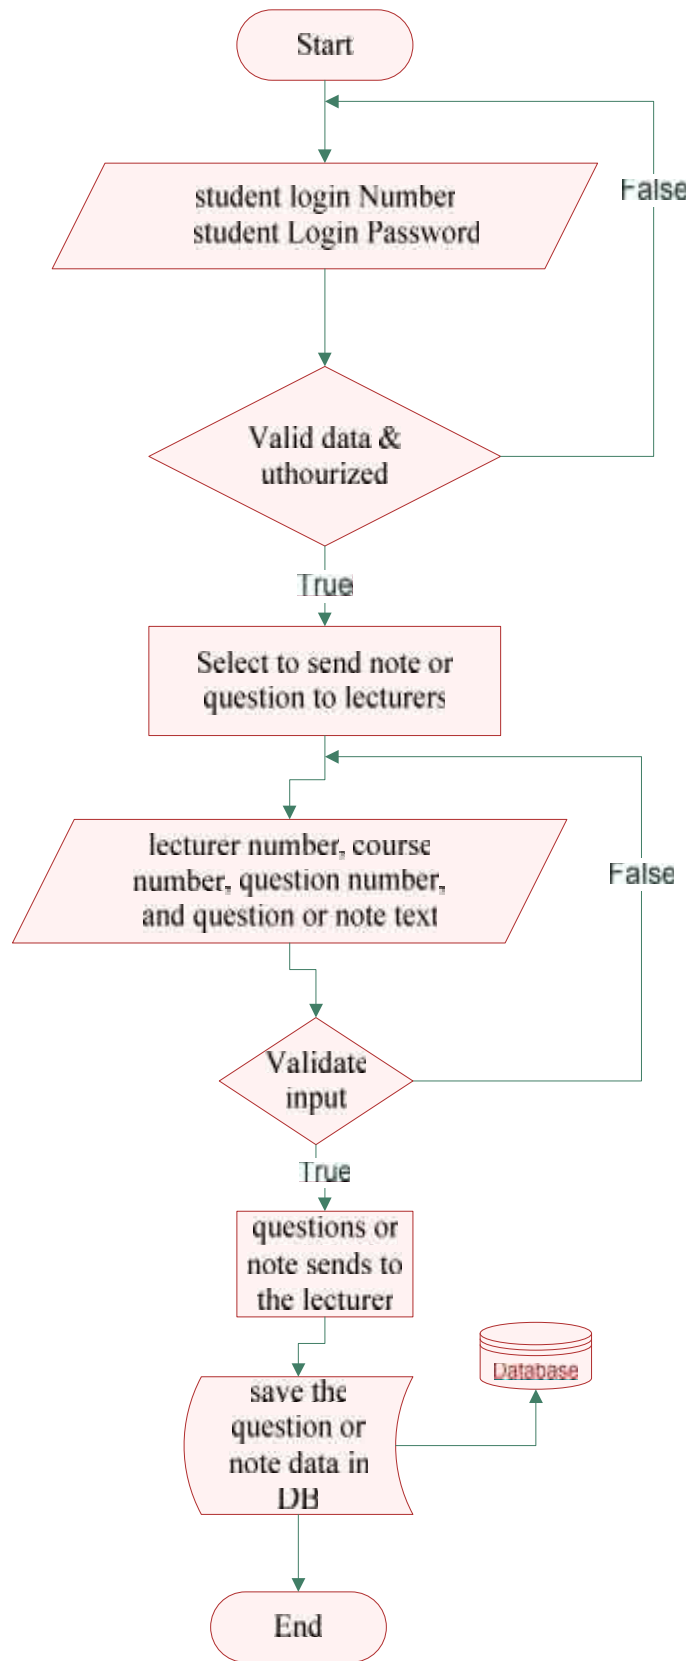 Start
False
student login Number
student Login Password
Valid data &
uthourized
True
Select to send note or
question to lecturers
False
lecturer number, course
number, question number,
and question or note text
Validate
input
True
questions or
note sends to
the lecturer
Database
save the
question or
note data in
DB
End